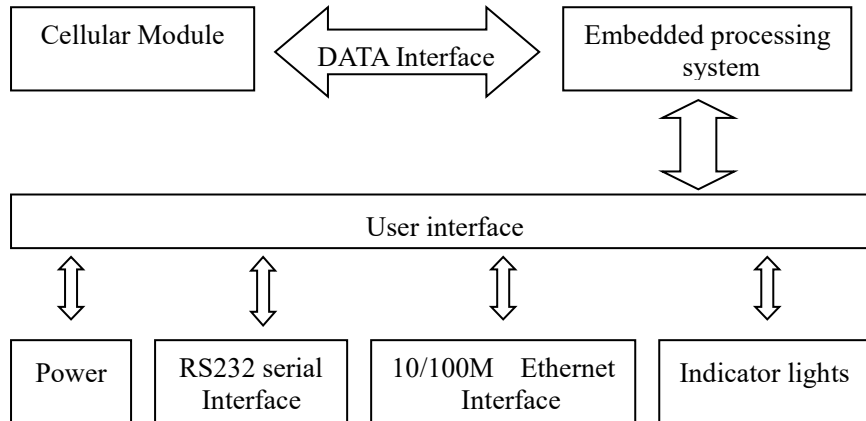 Cellular Module
DATA Interface
Embedded processing
system
User interface
Power
RS232 serial
Interface
10/100M Ethernet
Interface
Indicator lights